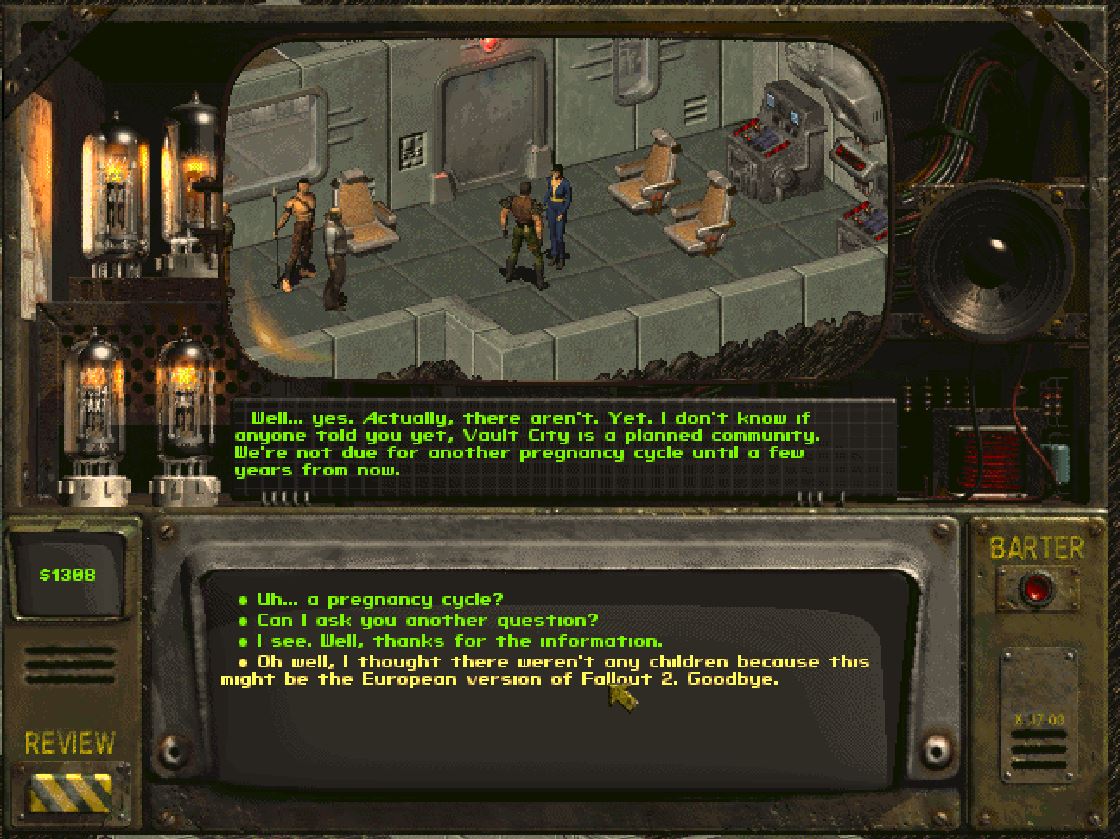 Well... yes. Actually, there aren't. Yet. I don't know if
anyone told you yet, Vault City is a planned community.
We're not due for another pregnancy cycle until a few
years from now.
$1308
BARTER
• Uh... a pregnancy cycle?
• Can I ask you another question?
• I see. Well, thanks for the information.
• Oh well, I thought there weren't any children because this
might be the European version of Fallout 2. Goodbye.
REVIEW